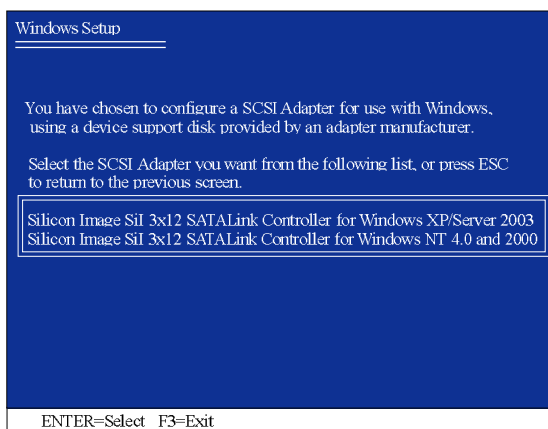 Windows Setup
You have chosen to configure a SCSI Adapter for use with Windows,
using a device support disk provided by an adapter manufacturer.
Select the SCSI Adapter you want from the following list, or press ESC
to return to the previous screen.
Silicon Image SiI 3x12 SATALink Controller for Windows XP/Server 2003
Silicon Image SiI 3x12 SATALink Controller for Windows NT 4.0 and 2000
ENTER=Select F3=Exit